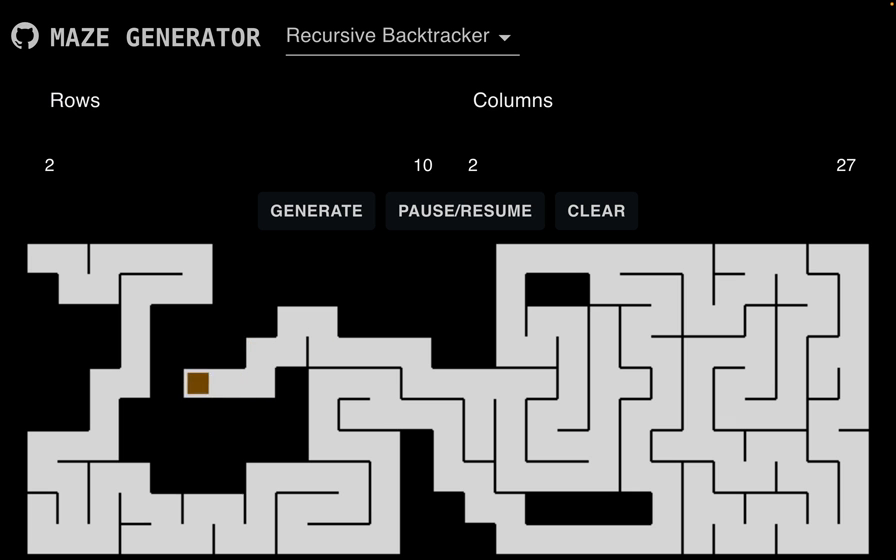 MAZE GENERATOR Recursive Backtracker
Rows Columns
2 10 2 27
GENERATE PAUSE/RESUME CLEAR